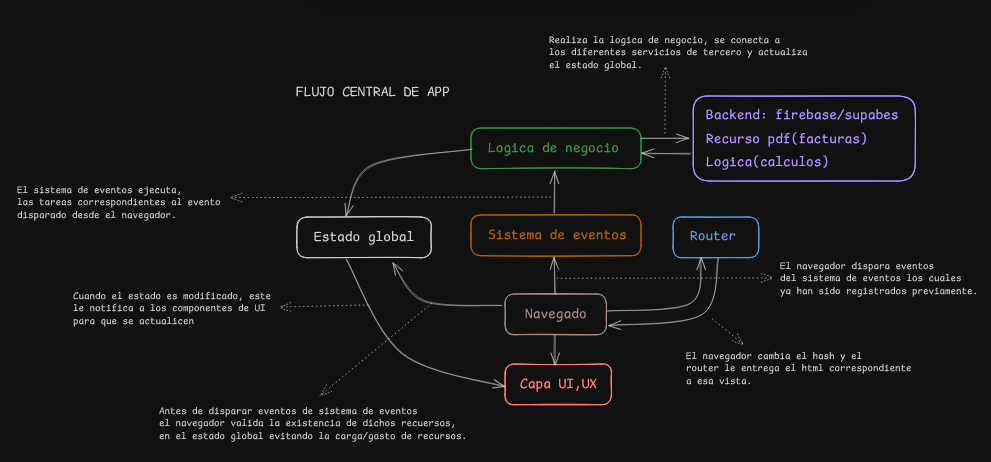 Realiza la logica de negocio, se conecta a
los diferentes servicios de tercero y actualiza
el estado global.
FLUJO CENTRAL DE APP
Backend: firebase/supabes
Recurso pdf(facturas)
Logica(calculos)
Logica de negocio
El sistema de eventos ejecuta,
las tareas correspondientes al evento
disparado desde el navegador.
Estado global
Sistema de eventos
Router
El navegador dispara eventos
del sistema de eventos los cuales
ya han sido registrados previamente.
Cuando el estado es modificado, este
le notifica a los componentes de UI
para que se actualicen
Navegado
El navegador cambia el hash y el
router le entrega el html correspondiente
a esa vista.
Capa UI,UX
Antes de disparar eventos de sistema de eventos
el navegador valida la existencia de dichos recuersos,
en el estado global evitando la carga/gasto de recursos.